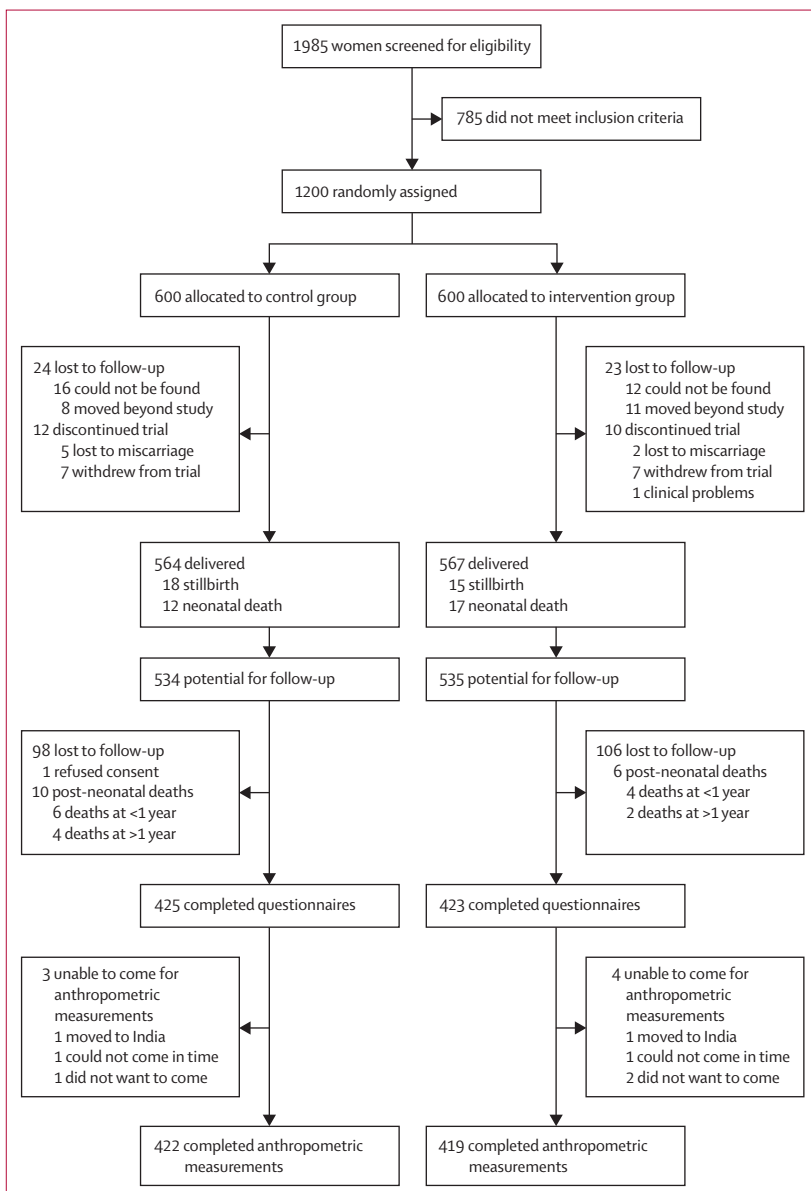 1985 women screened for eligibility
785 did not meet inclusion criteria
1200 randomly assigned
600 allocated to control group
600 allocated to intervention group
24 lost to follow-up
16 could not be found
8 moved beyond study
12 discontinued trial
5 lost to miscarriage
7 withdrew from trial
23 lost to follow-up
12 could not be found
11 moved beyond study
10 discontinued trial
2 lost to miscarriage
7 withdrew from trial
1 clinical problems
564 delivered
18 stillbirth
12 neonatal death
567 delivered
15 stillbirth
17 neonatal death
534 potential for follow-up
535 potential for follow-up
98 lost to follow-up
1 refused consent
10 post-neonatal deaths
6 deaths at <1 year
4 deaths at >1 year
106 lost to follow-up
6 post-neonatal deaths
4 deaths at <1 year
2 deaths at >1 year
425 completed questionnaires
423 completed questionnaires
3 unable to come for
anthropometric
measurements
1 moved to India
1 could not come in time
1 did not want to come
4 unable to come for
anthropometric
measurements
1 moved to India
1 could not come in time
2 did not want to come
422 completed anthropometric
measurements
419 completed anthropometric
measurements